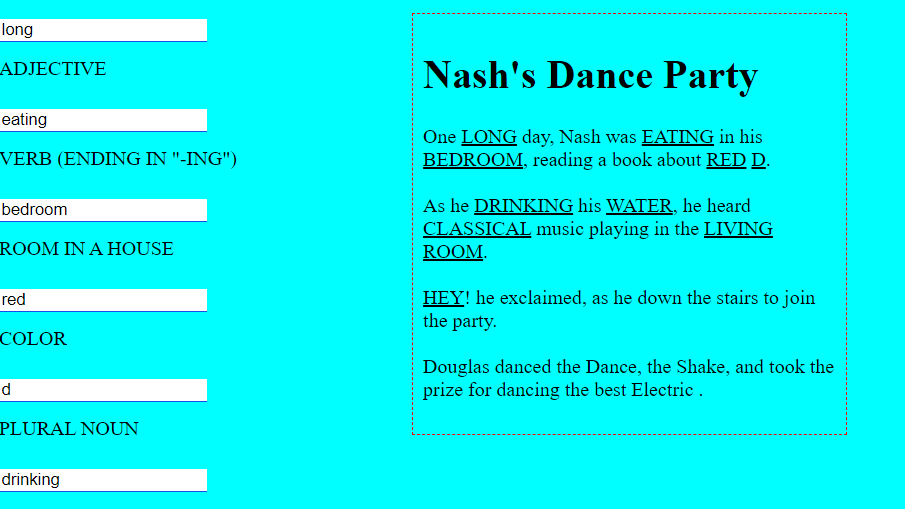 long
ADJECTIVE
eating
VERB (ENDING IN "-ING")
bedroom
ROOM IN A HOUSE
red
COLOR
d
PLURAL NOUN
drinking
Nash's Dance Party
One LONG day, Nash was EATING in his
BEDROOM, reading a book about RED D.
As he DRINKING his WATER, he heard
CLASSICAL music playing in the LIVING
ROOM.
HEY! he exclaimed, as he down the stairs to join
the party.
Douglas danced the Dance, the Shake, and took the
prize for dancing the best Electric .